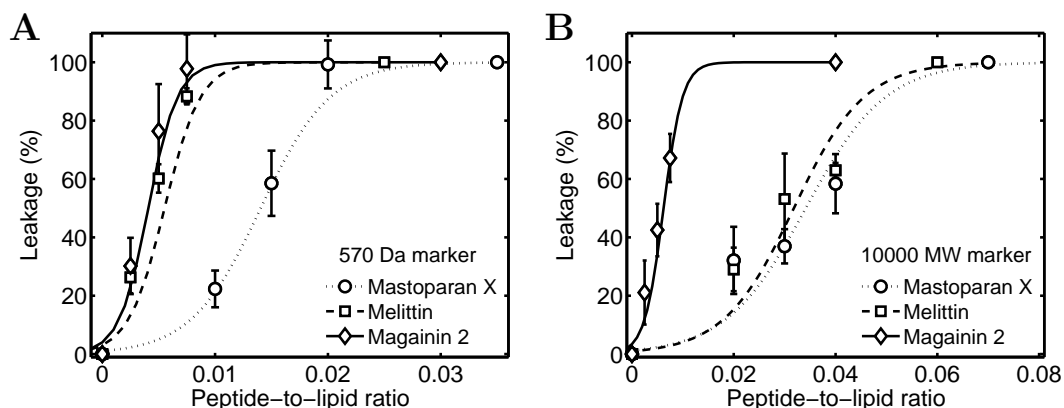 A
Leakage (%)
100
80
60
40
20
0
570 Da marker
Mastoparan X
Melittin
Magainin 2
0 0.01 0.02 0.03
Peptide−to−lipid ratio
B
Leakage (%)
100
80
60
40
20
0
10000 MW marker
Mastoparan X
Melittin
Magainin 2
0 0.02 0.04 0.06 0.08
Peptide−to−lipid ratio